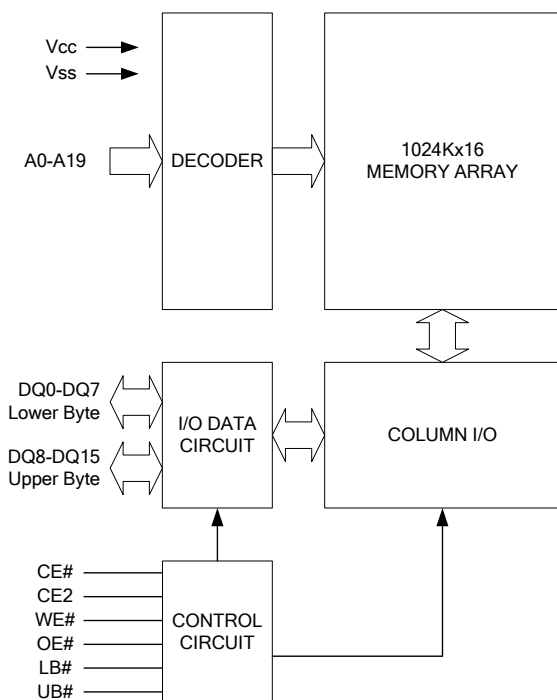 Vcc
Vss
A0-A19
DECODER
1024Kx16
MEMORY ARRAY
DQ0-DQ7
Lower Byte
DQ8-DQ15
Upper Byte
I/O DATA
CIRCUIT
COLUMN I/O
CE#
CE2
WE#
OE#
LB#
UB#
CONTROL
CIRCUIT